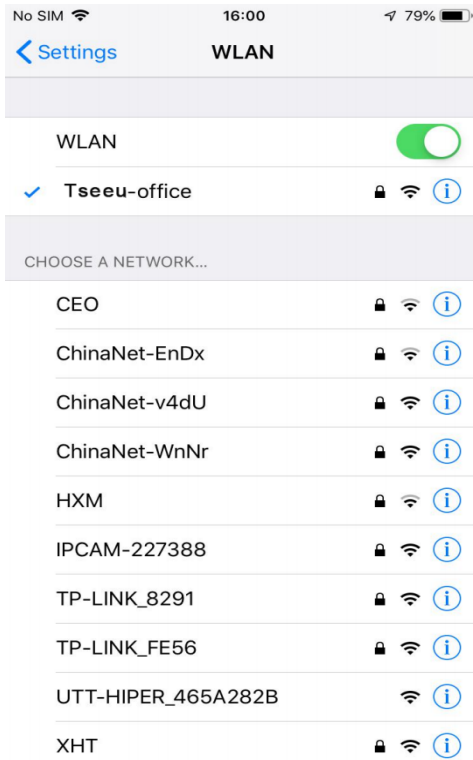 No SIM 16:00 79%
Settings WLAN
WLAN
Tseeu-office
CHOOSE A NETWORK...
CEO
ChinaNet-EnDx
ChinaNet-v4dU
ChinaNet-WnNr
HXM
IPCAM-227388
TP-LINK_8291
TP-LINK_FE56
UTT-HIPER_465A282B
XHT